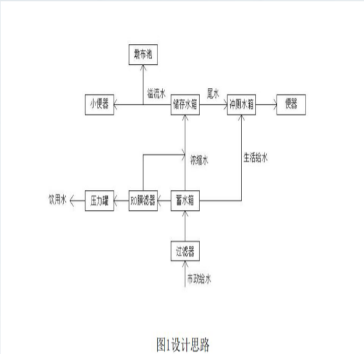 墩布池
溢流水
小便器
储存水箱
尾水
冲厕水箱
便器
浓缩水
生活给水
饮用水
压力罐
RO膜滤器
蓄水箱
过滤器
市政给水
图1设计思路